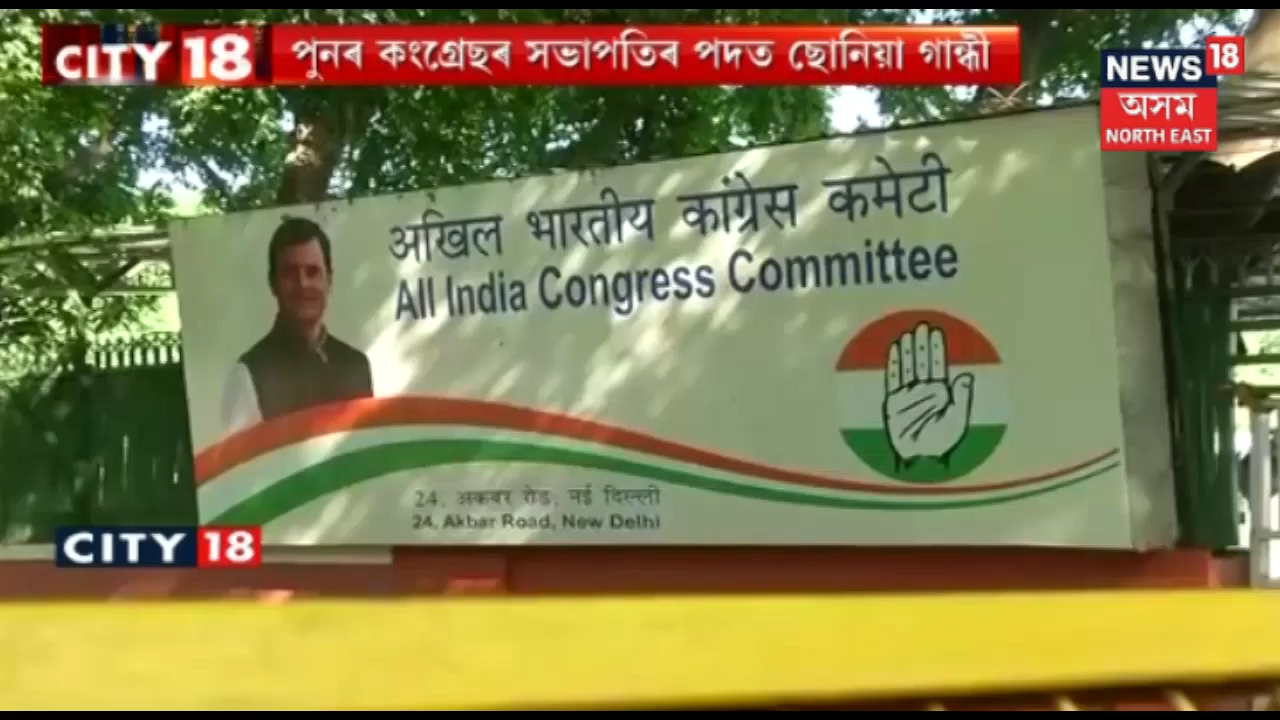 CITY 18
পুনৰ কংগ্ৰেছৰ সভাপতিৰ পদত ছোনিয়া গান্ধী
NEWS 18
অসম
NORTH EAST
अखिल भारतीय कांग्रेस कमेटी
All India Congress Committee
24, अकबर रोड, नई दिल्ली
24, Akbar Road, New Delhi
CITY 18